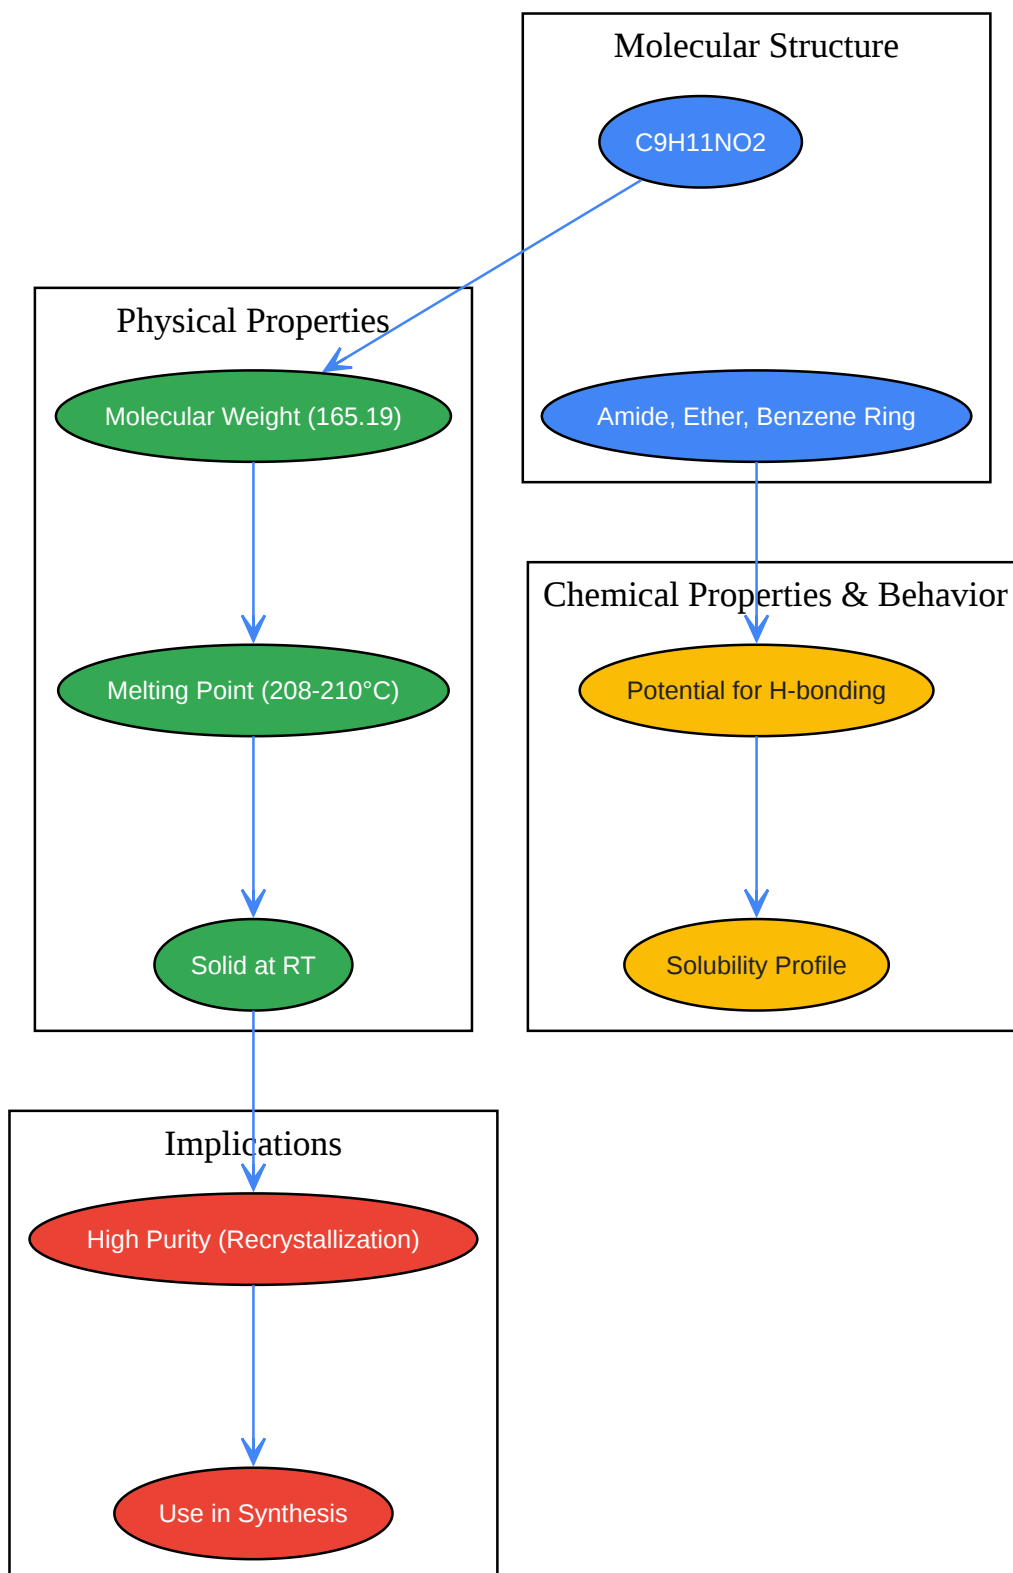 Molecular Structure
C9H11NO2
Physical Properties
Molecular Weight (165.19)
Amide, Ether, Benzene Ring
Chemical Properties & Behavior
Melting Point (208-210°C)
Potential for H-bonding
Solid at RT
Solubility Profile
Implications
High Purity (Recrystallization)
Use in Synthesis